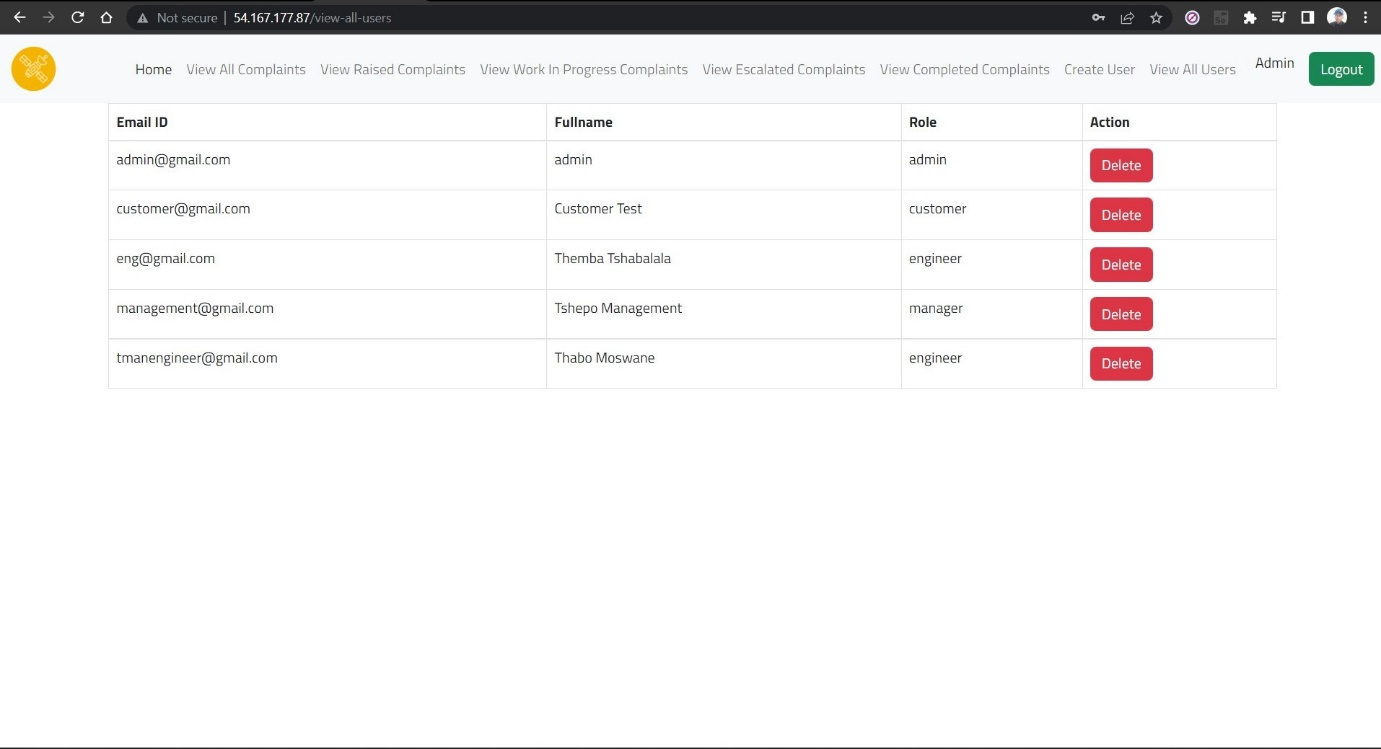 Not secure | 54.167.177.87/view-all-users
Home View All Complaints View Raised Complaints View Work In Progress Complaints View Escalated Complaints View Completed Complaints Create User View All Users Admin Logout
Email ID Fullname Role Action
admin@gmail.com admin admin Delete
customer@gmail.com Customer Test customer Delete
eng@gmail.com Themba Tshabalala engineer Delete
management@gmail.com Tshepo Management manager Delete
tmanengineer@gmail.com Thabo Moswane engineer Delete